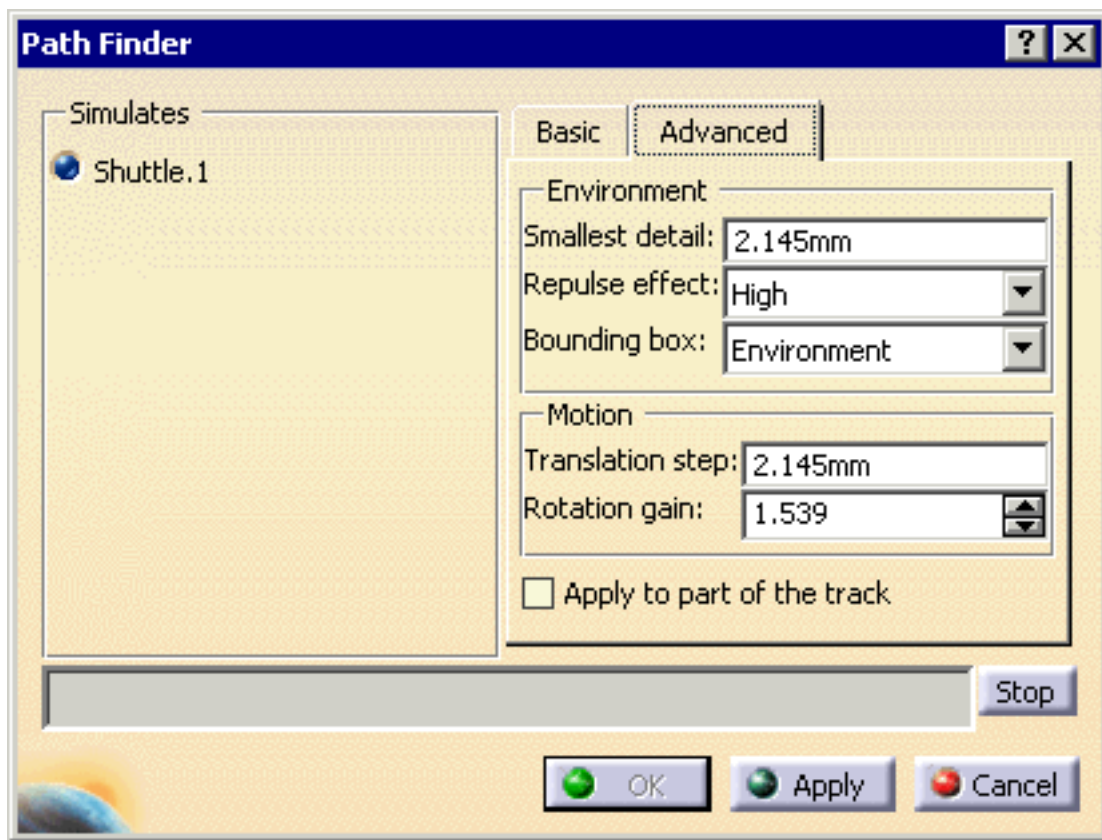 Path Finder
Simulates
Shuttle.1
Basic
Advanced
Environment
Smallest detail: 2.145mm
Repulse effect: High
Bounding box: Environment
Motion
Translation step: 2.145mm
Rotation gain: 1.539
Apply to part of the track
Stop
OK
Apply
Cancel